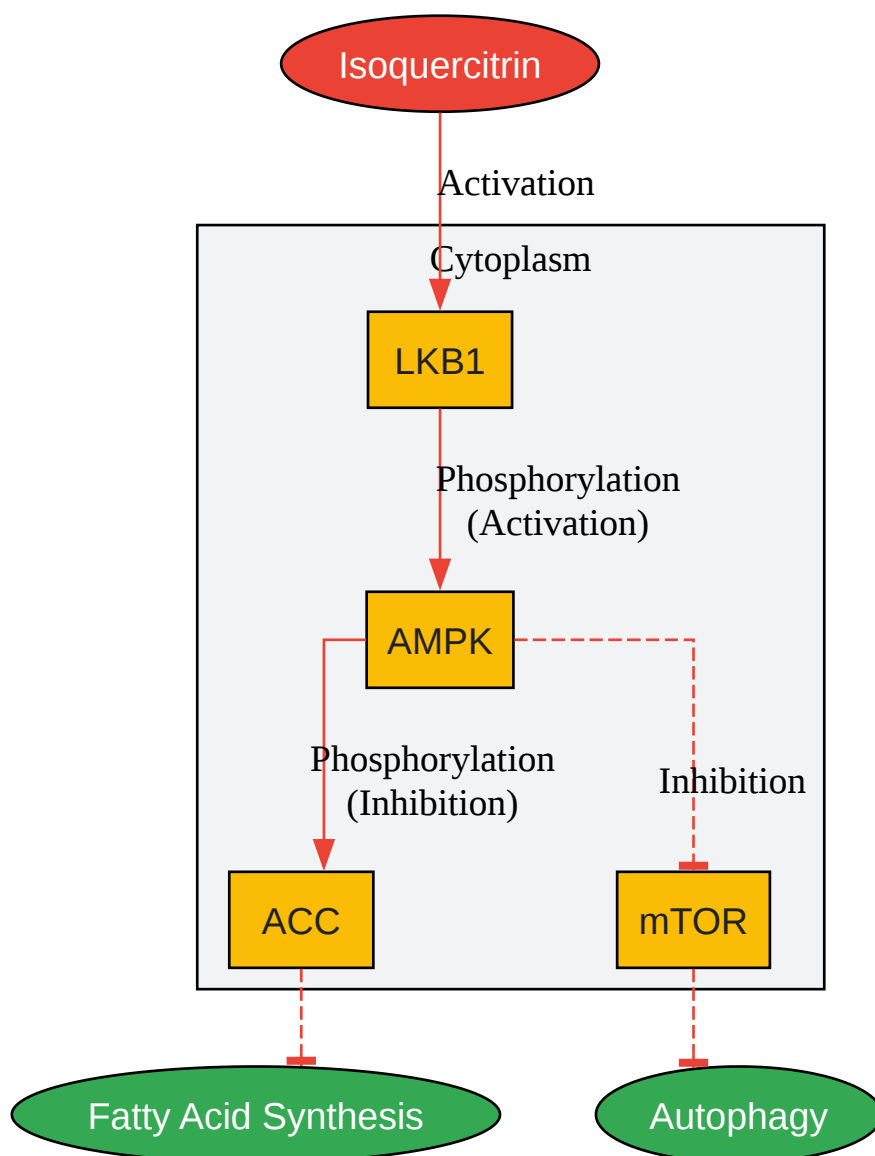 Isoquercitrin
Activation
Cytoplasm
LKB1
Phosphorylation
(Activation)
AMPK
Phosphorylation
(Inhibition)
Inhibition
ACC
mTOR
Fatty Acid Synthesis
Autophagy